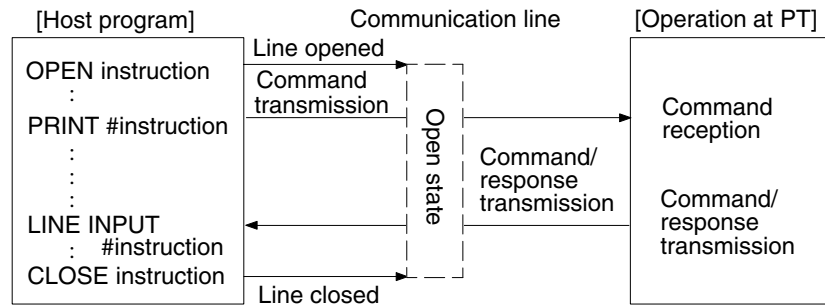 [Host program]
Communication line
[Operation at PT]
OPEN instruction
:
PRINT #instruction
:
:
:
LINE INPUT
#instruction
:
CLOSE instruction
Line opened
Command
transmission
Open state
Command/
response
transmission
Line closed
Command
reception
Command/
response
transmission